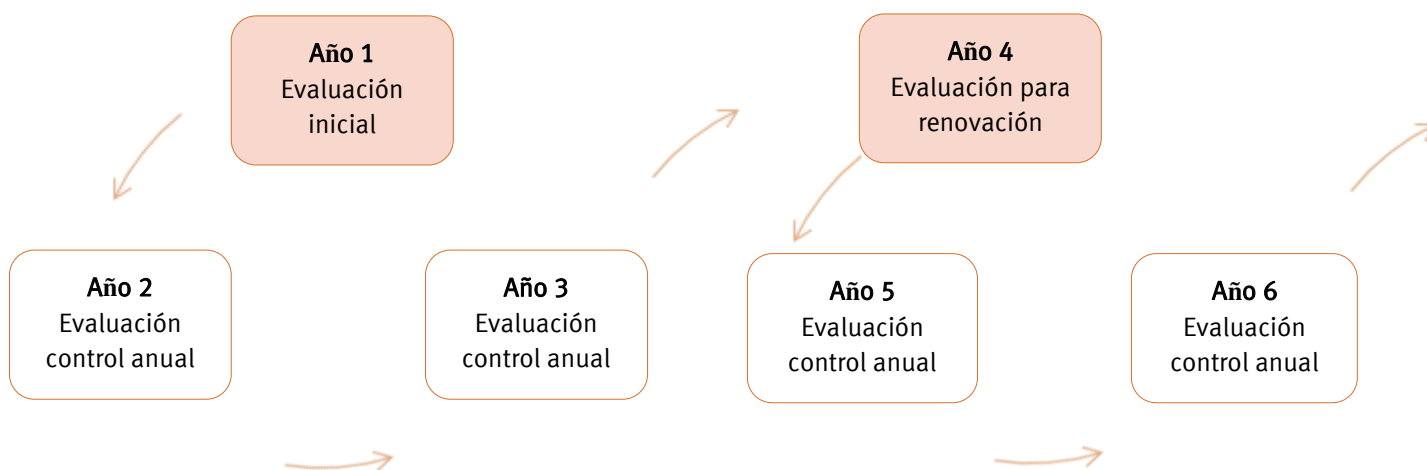 Año 1
Evaluación
inicial
Año 2
Evaluación
control anual
Año 3
Evaluación
control anual
Año 4
Evaluación para
renovación
Año 5
Evaluación
control anual
Año 6
Evaluación
control anual